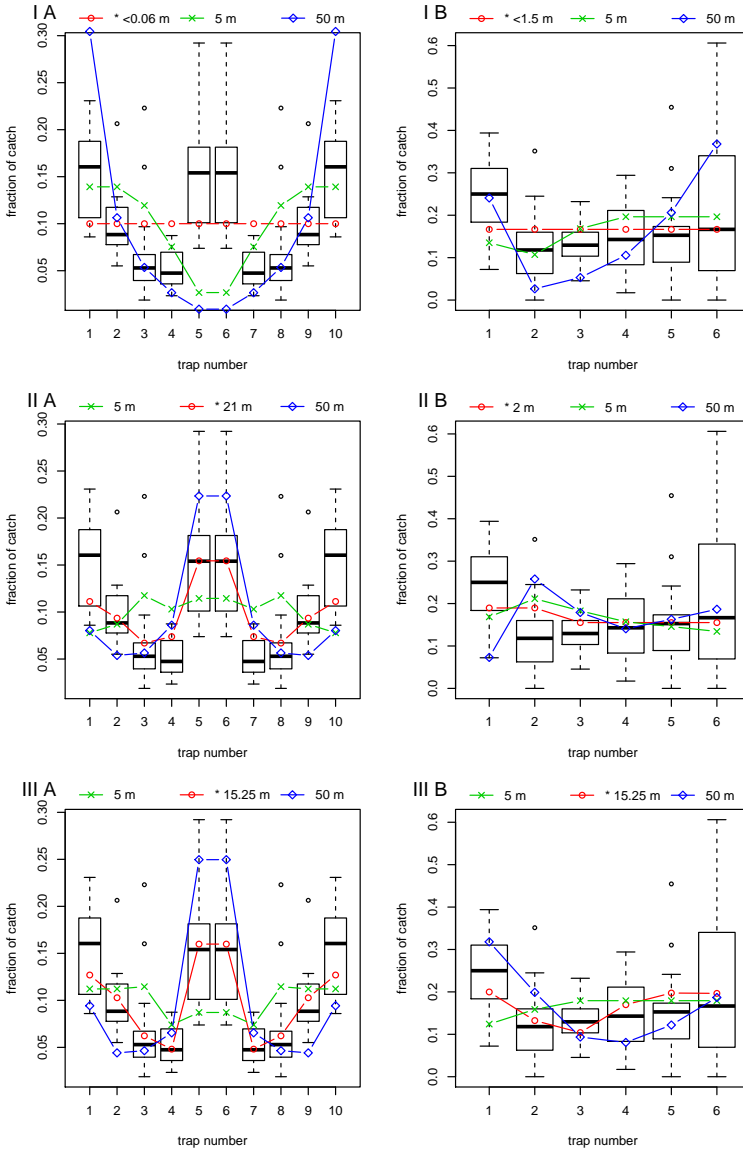 I A
* <0.06 m 5 m 50 m
fraction of catch
0.05 0.10 0.15 0.20 0.25 0.30
1 2 3 4 5 6 7 8 9 10
trap number
I B
* <1.5 m 5 m 50 m
fraction of catch
0.0 0.1 0.2 0.3 0.4 0.5 0.6
1 2 3 4 5 6
trap number
II A
5 m * 21 m 50 m
fraction of catch
0.05 0.10 0.15 0.20 0.25 0.30
1 2 3 4 5 6 7 8 9 10
trap number
II B
* 2 m 5 m 50 m
fraction of catch
0.0 0.1 0.2 0.3 0.4 0.5 0.6
1 2 3 4 5 6
trap number
III A
5 m * 15.25 m 50 m
fraction of catch
0.05 0.10 0.15 0.20 0.25 0.30
1 2 3 4 5 6 7 8 9 10
trap number
III B
5 m * 15.25 m 50 m
fraction of catch
0.0 0.1 0.2 0.3 0.4 0.5 0.6
1 2 3 4 5 6
trap number